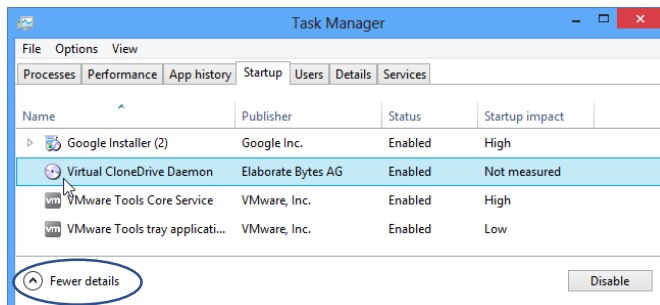 Task Manager
File Options View
Processes Performance App history Startup Users Details Services
Name Publisher Status Startup impact
Google Installer (2) Google Inc. Enabled High
Virtual CloneDrive Daemon Elaborate Bytes AG Enabled Not measured
vm VMware Tools Core Service VMware, Inc. Enabled High
vm VMware Tools tray applicati... VMware, Inc. Enabled Low
Fewer details Disable